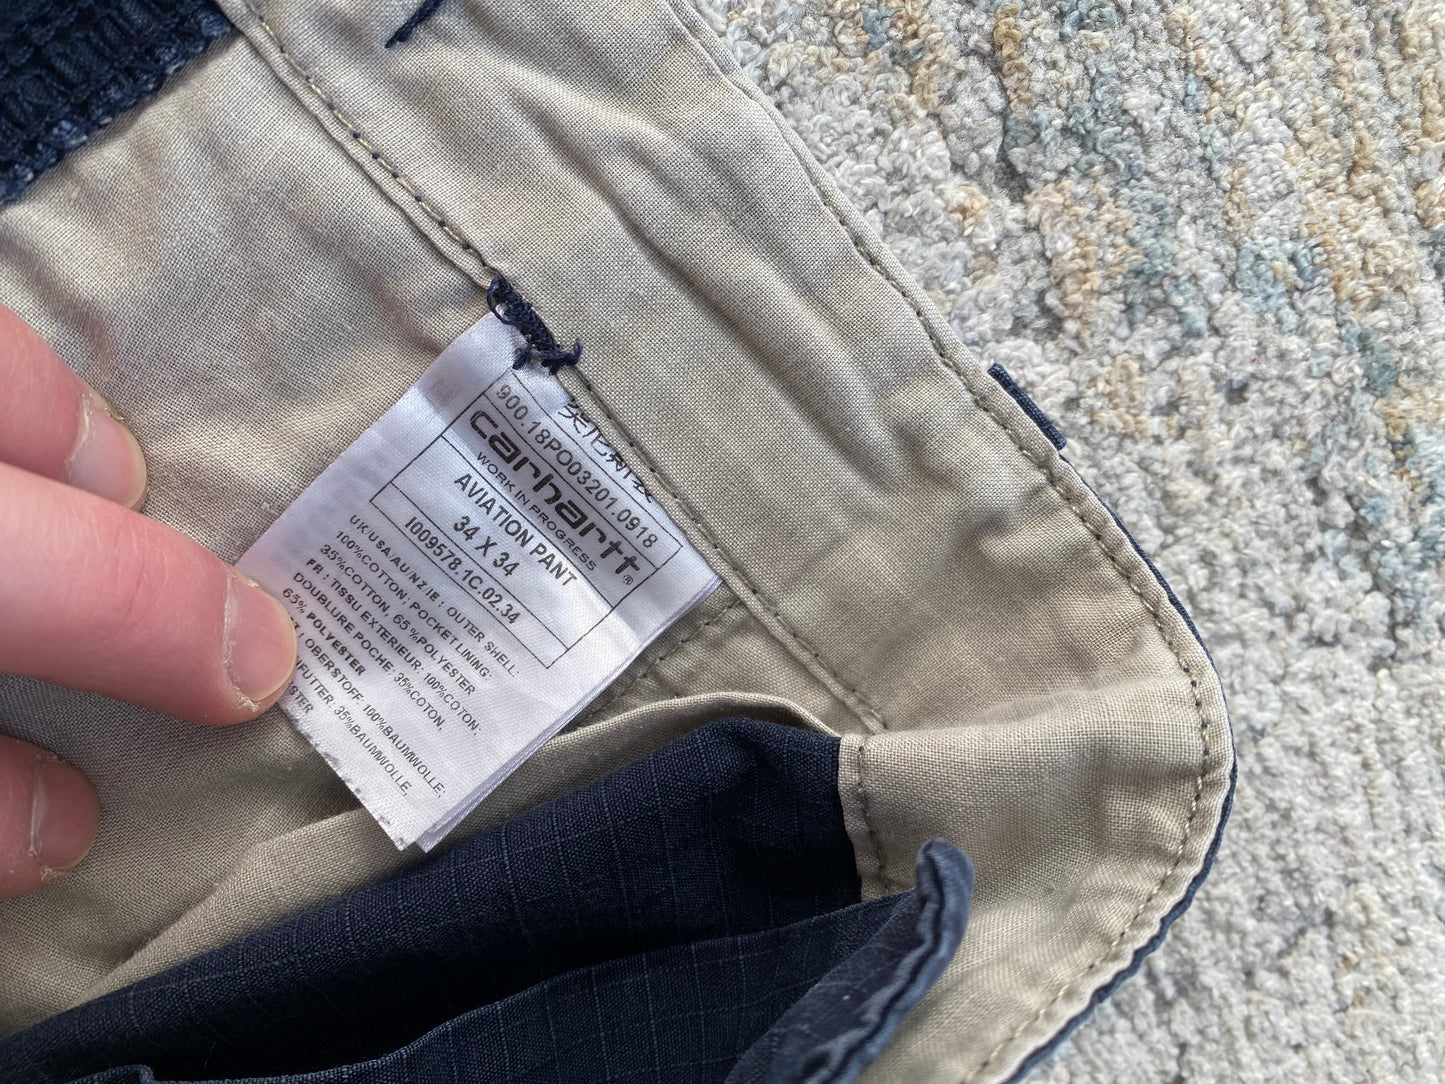 900.18PO03201.0918
carhartt®
WORK IN PROGRESS
AVIATION PANT
34 X 34
I009578.1C.02.34
UK/USA/AU/NZ/IE: OUTER SHELL:
100%COTTON; POCKET LINING:
35%COTTON, 65%POLYESTER
FR.: TISSU EXTERIEUR: 100%COTON;
DOUBLURE POCHE: 35%COTON,
65% POLYESTER
OBERSTOFF: 100%BAUMWOLLE;
35%BAUMWOLLE,